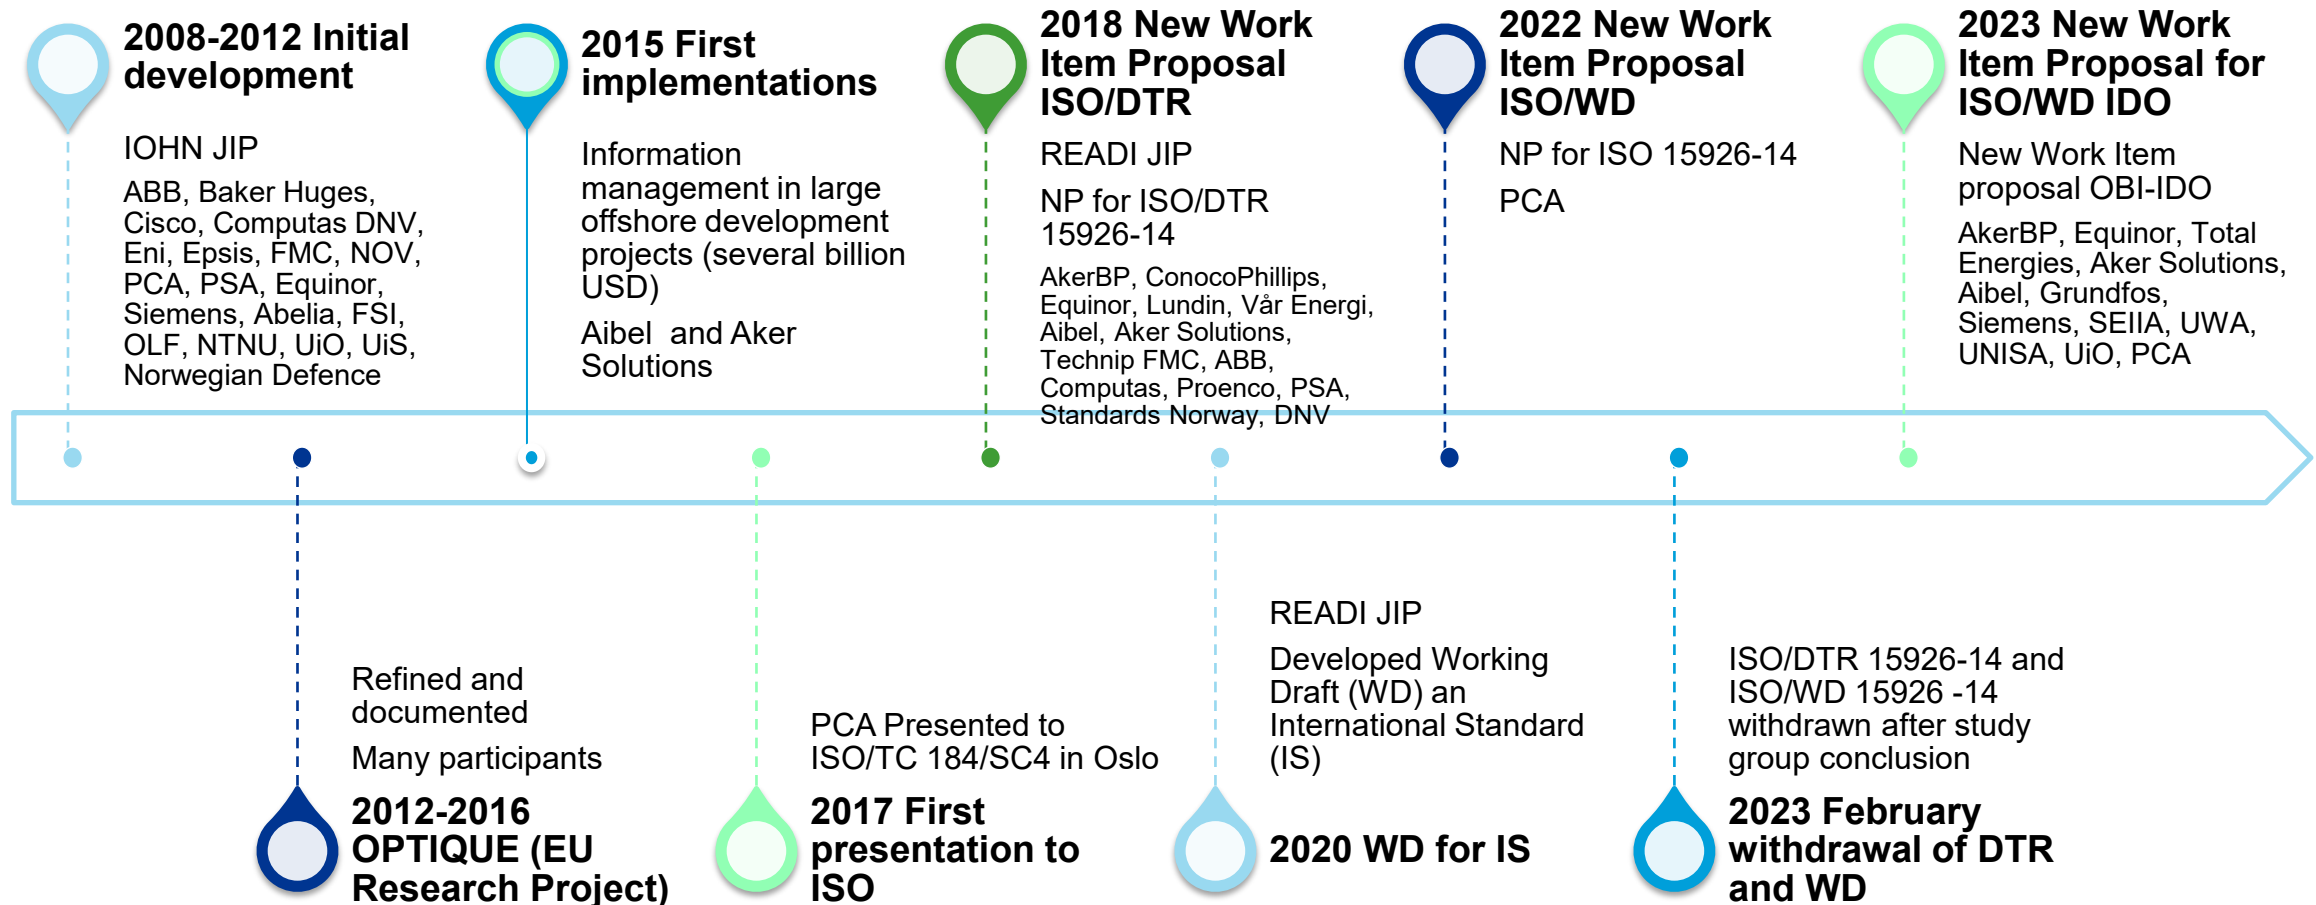 2008-2012 Initial
development
IOHN JIP
ABB, Baker Huges,
Cisco, Computas DNV,
Eni, Epsis, FMC, NOV,
PCA, PSA, Equinor,
Siemens, Abelia, FSI,
OLF, NTNU, UiO, UiS,
Norwegian Defence
2015 First
implementations
Information
management in large
offshore development
projects (several billion
USD)
Aibel  and Aker
Solutions
2018 New Work
Item Proposal
ISO/DTR
READI JIP
NP for ISO/DTR
15926-14
AkerBP, ConocoPhillips,
Equinor, Lundin, Vår Energi,
Aibel, Aker Solutions,
Technip FMC, ABB,
Computas, Proenco, PSA,
Standards Norway, DNV
2022 New Work
Item Proposal
ISO/WD
NP for ISO 15926-14
PCA
2023 New Work
Item Proposal for
ISO/WD IDO
New Work Item
proposal OBI-IDO
AkerBP, Equinor, Total
Energies, Aker Solutions,
Aibel, Grundfos,
Siemens, SEIIA, UWA,
UNISA, UiO, PCA
Refined and
documented
Many participants
2012-2016
OPTIQUE (EU
Research Project)
PCA Presented to
ISO/TC 184/SC4 in Oslo
2017 First
presentation to
ISO
READI JIP
Developed Working
Draft (WD) an
International Standard
(IS)
2020 WD for IS
ISO/DTR 15926-14 and
ISO/WD 15926 -14
withdrawn after study
group conclusion
2023 February
withdrawal of DTR
and WD